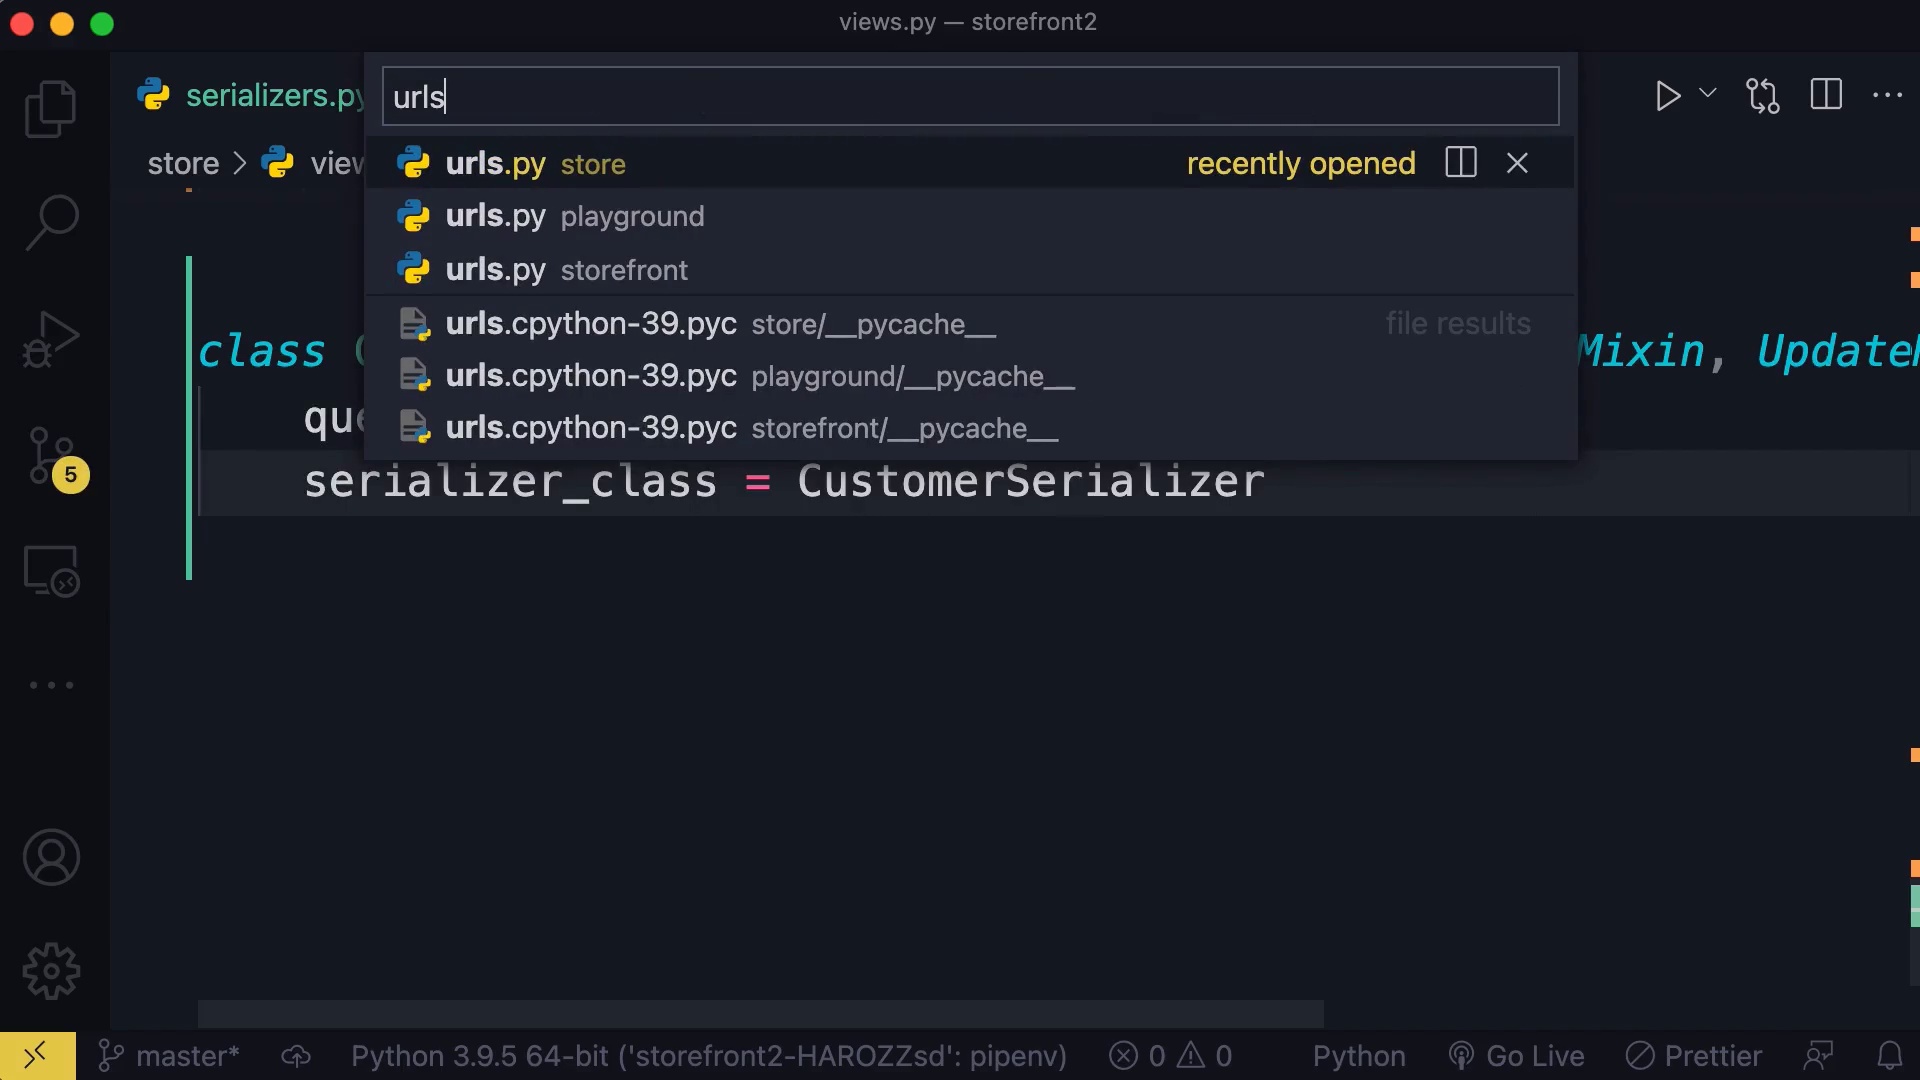 views.py — storefront2
serializers.py
urls
store > view
urls.py store recently opened
urls.py playground
urls.py storefront
urls.cpython-39.pyc store/__pycache__ file results
urls.cpython-39.pyc playground/__pycache__
urls.cpython-39.pyc storefront/__pycache__
class Mixin, Update
que
serializer_class = CustomerSerializer
5
master* Python 3.9.5 64-bit ('storefront2-HAROZZsd': pipenv) 0 0 Python Go Live Prettier